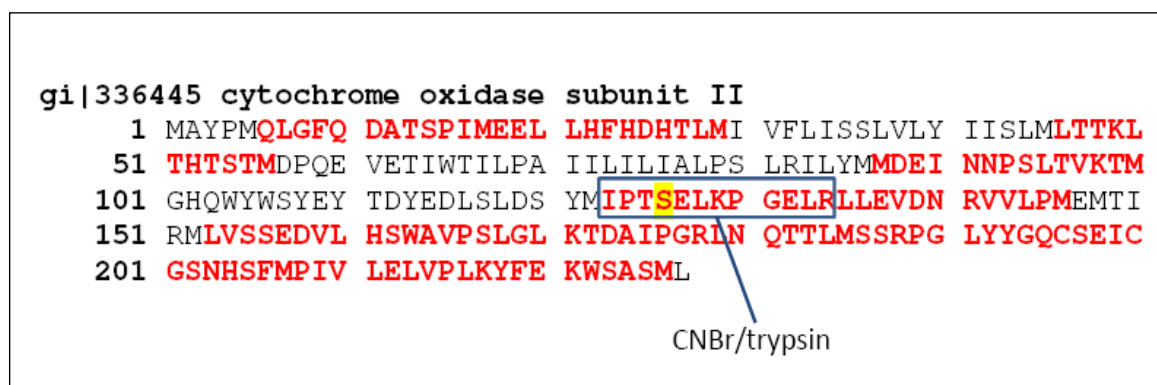 gi|336445 cytochrome oxidase subunit II
1 MAYPMQLGFQ DATSPIMEEL LHFHDHTLMI VFLISSLVLY IISLMLTTKL
51 THTSTMDPQE VETIWTILPA IILILIALPS LRILYMMDEI NNPSLTVKTM
101 GHQWYWSYEY TDYEDLSLDS YMIPTSELKP GELRLLEVDN RVVLPMEMTI
151 RMLVSSEDVL HSWAVPSLGL KTDAIPGRLN QTTLMSSRPG LYYGQCSEIC
201 GSNHSFMPIV LELVPLKYFE KWSASML
CNBr/trypsin